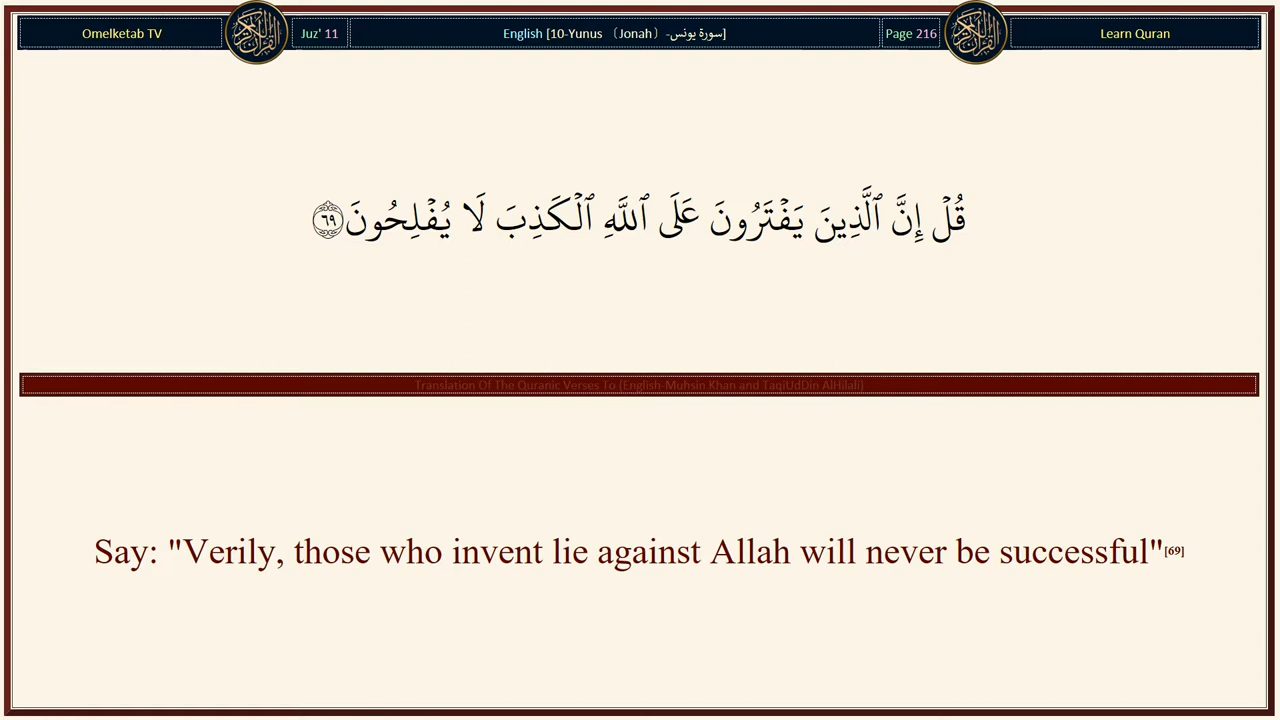 Omelketab TV
Juz' 11
English [10-Yunus （Jonah）-سورة يونس]
Page 216
Learn Quran
قُلۡ إِنَّ ٱلَّذِينَ يَفۡتَرُونَ عَلَى ٱللَّهِ ٱلۡكَذِبَ لَا يُفۡلِحُونَ ٦٩
Translation Of The Quranic Verses To (English-Muhsin Khan and TaqiUdDin AlHilali)
Say: "Verily, those who invent lie against Allah will never be successful"[69]